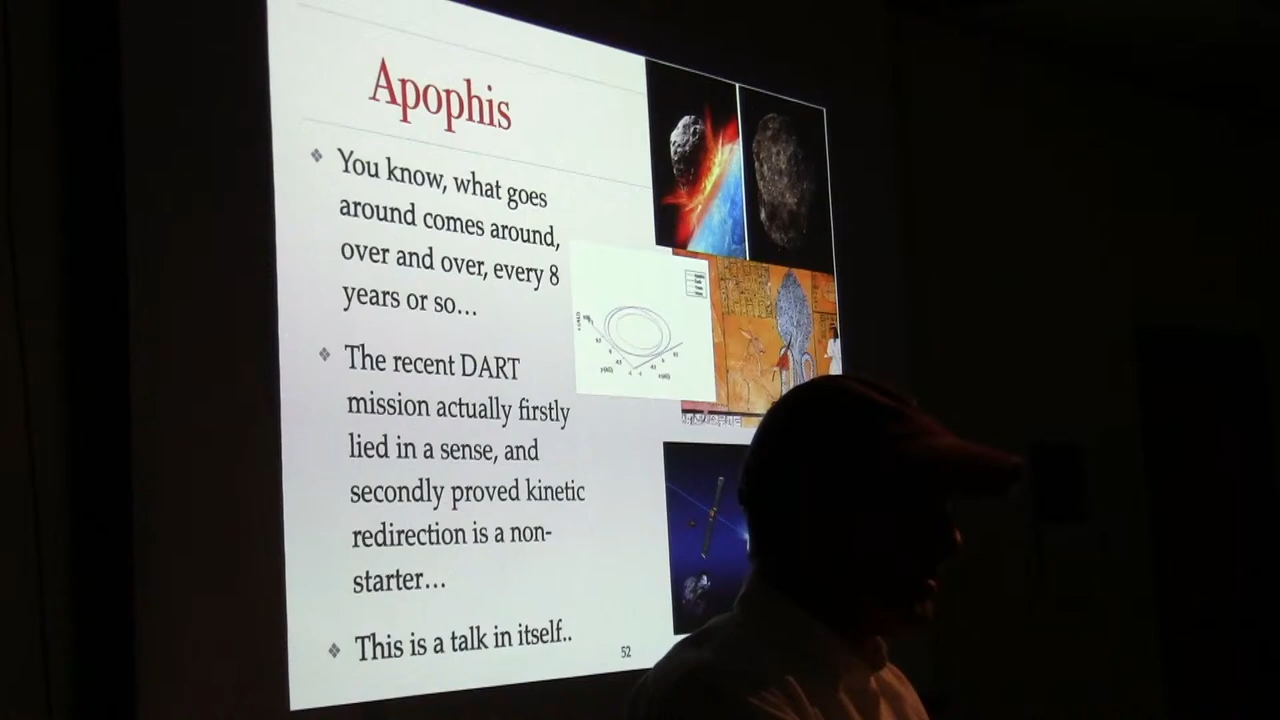 Apophis
❖ You know, what goes
around comes around,
over and over, every 8
years or so…
❖ The recent DART
mission actually firstly
lied in a sense, and
secondly proved kinetic
redirection is a non-
starter…
❖ This is a talk in itself..
52